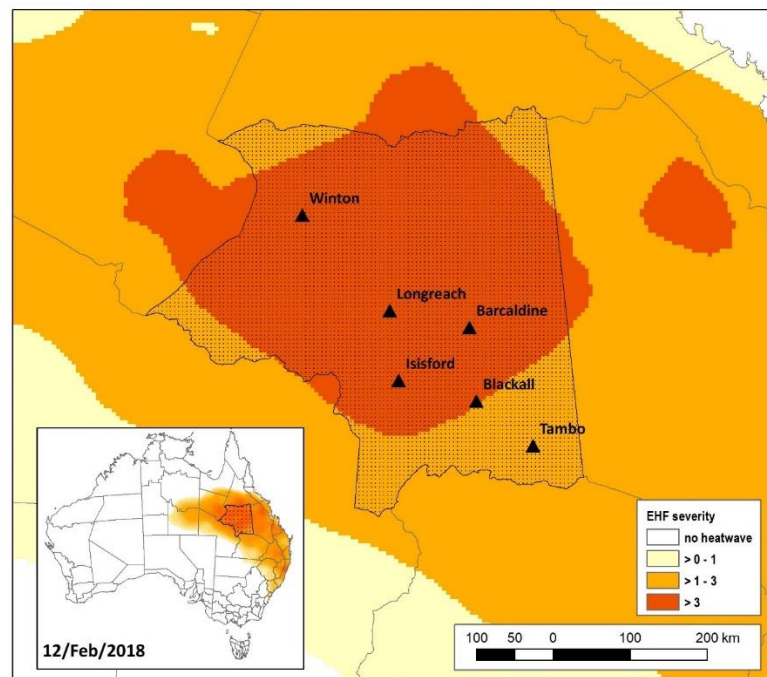 Winton
Longreach
Barcaldine
Isisford
Blackall
Tambo
12/Feb/2018
EHF severity
no heatwave
> 0 - 1
> 1 - 3
> 3
100 50 0 100 200 km